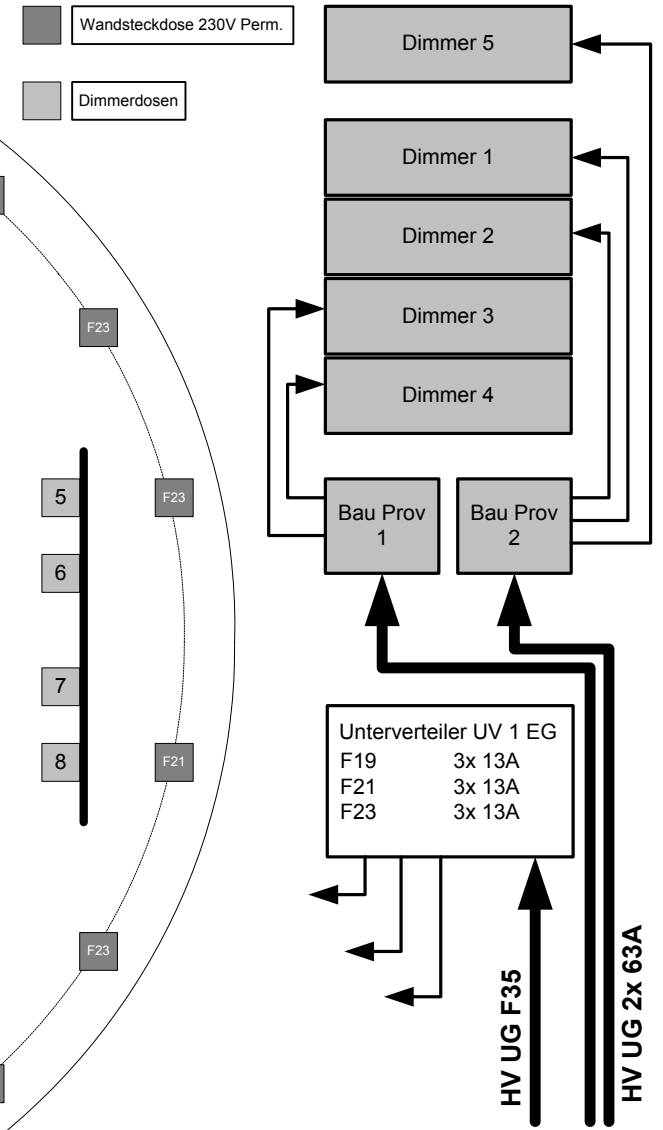 Wandsteckdose 230V Perm.
Dimmerdosen
F23
F23
5
6
7
8
F21
F23
Dimmer 5
Dimmer 1
Dimmer 2
Dimmer 3
Dimmer 4
Bau Prov
1
Bau Prov
2
Unterverteiler UV 1 EG
F19 3x 13A
F21 3x 13A
F23 3x 13A
HV UG F35
HV UG 2x 63A